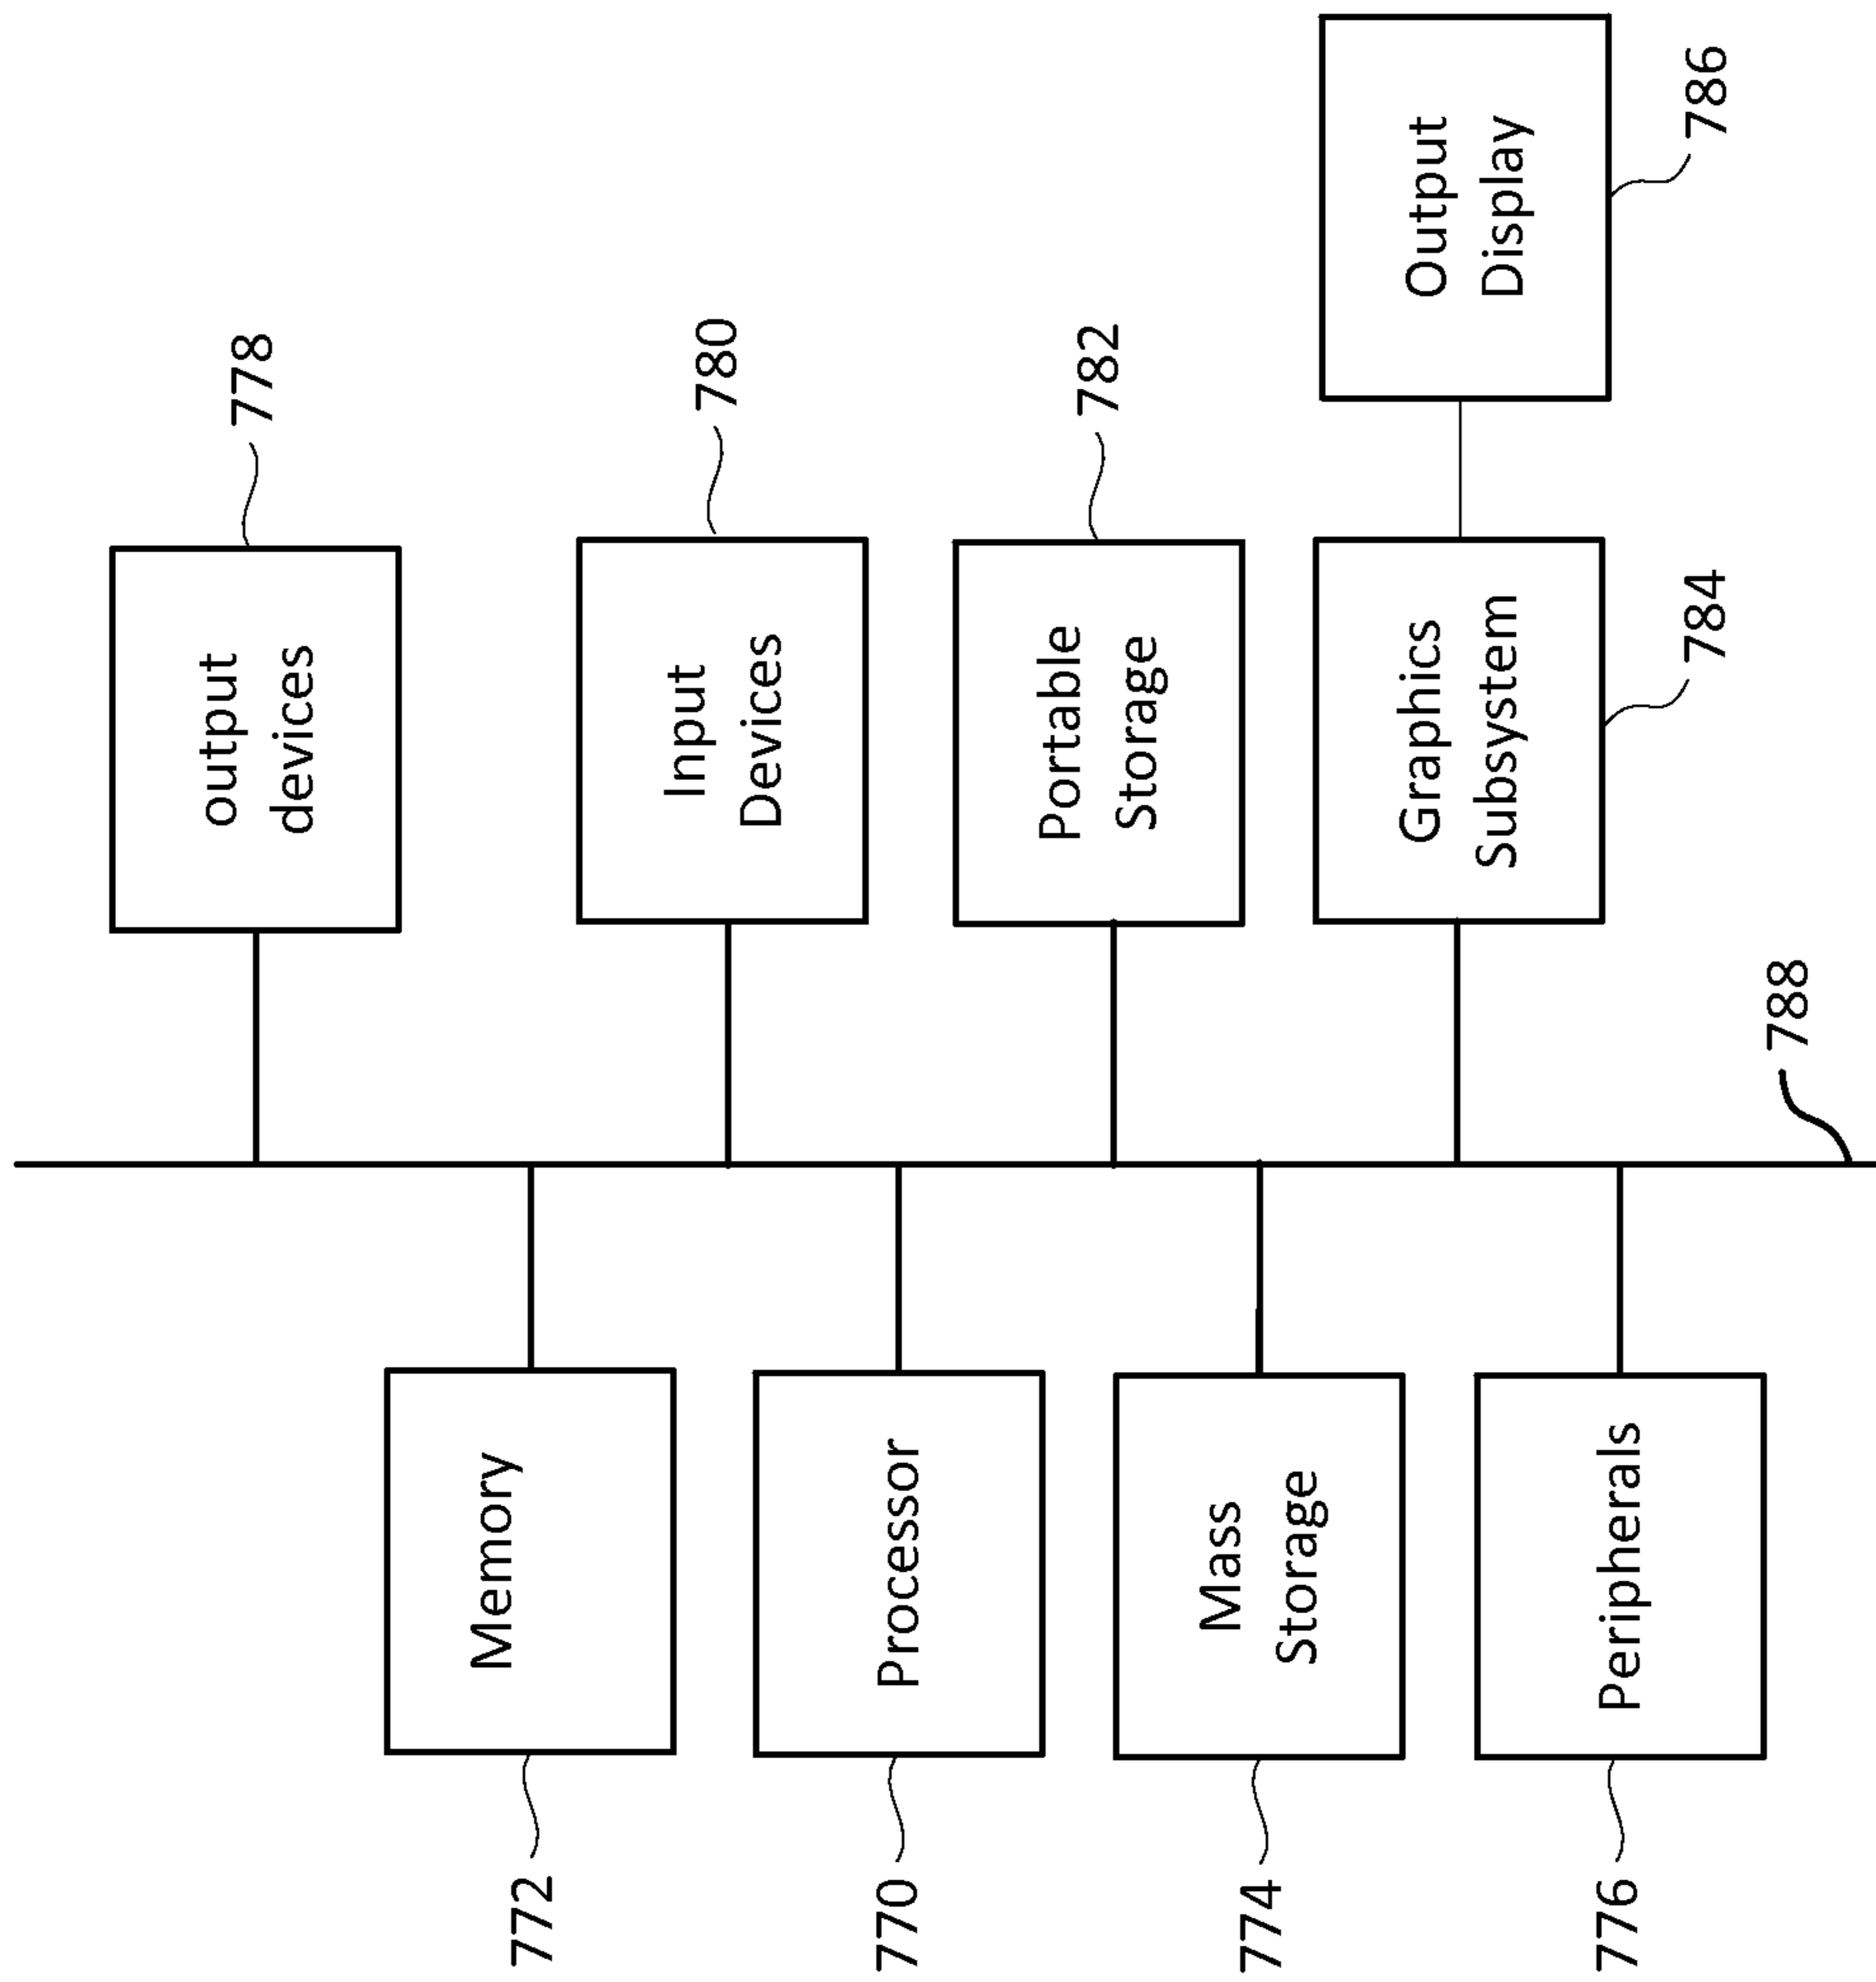 772
Memory
770
Processor
774
Mass
Storage
776
Peripherals
788
output
devices
778
Input
Devices
780
Portable
Storage
782
Graphics
Subsystem
784
Output
Display
786